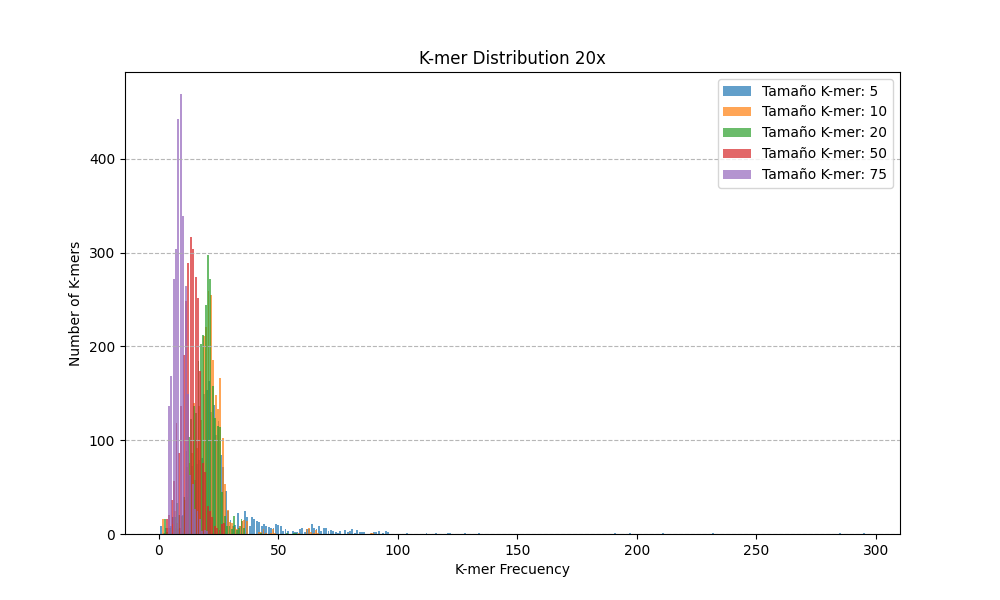 K-mer Distribution 20x
Tamaño K-mer: 5
Tamaño K-mer: 10
Tamaño K-mer: 20
Tamaño K-mer: 50
Tamaño K-mer: 75
Number of K-mers
400
300
200
100
0
0 50 100 150 200 250 300
K-mer Frecuency